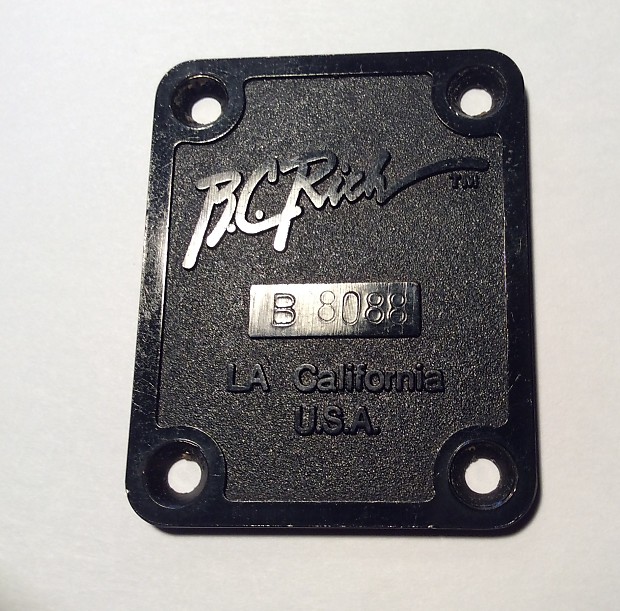 B.C.Rich TM
B 8088
LA California
U.S.A.